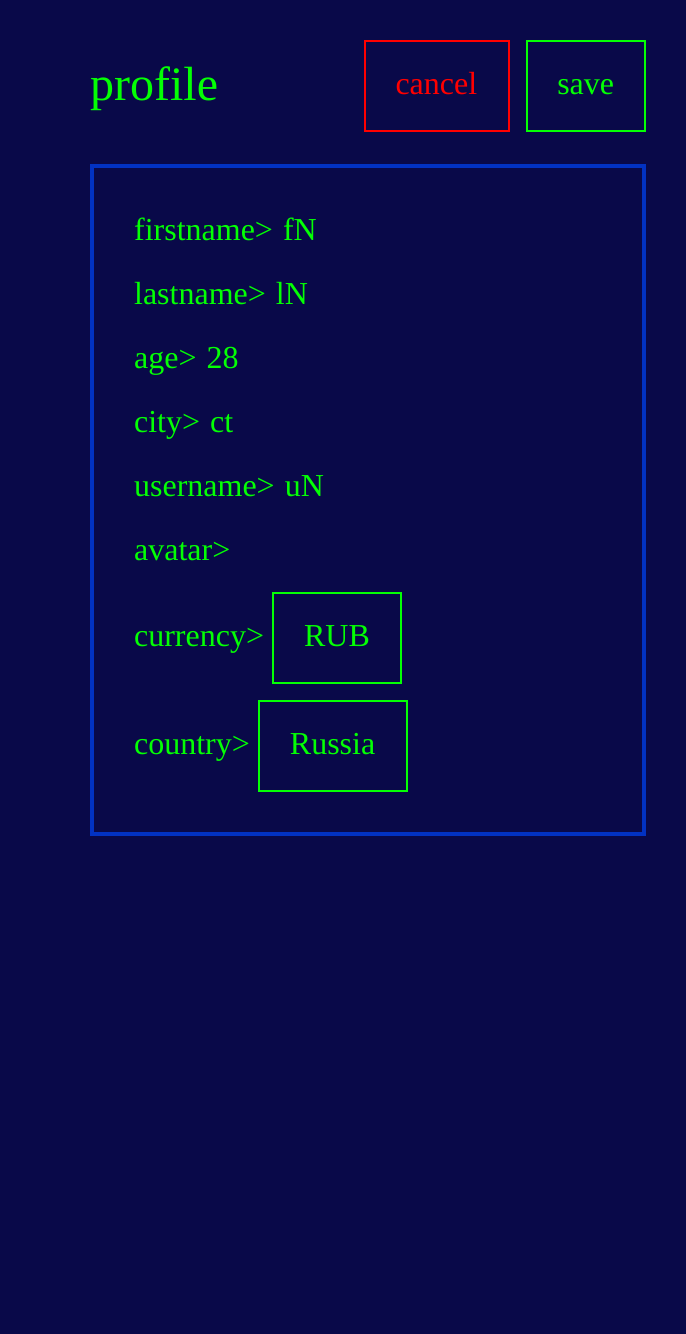 profile
cancel
save
firstname> fN
lastname> lN
age> 28
city> ct
username> uN
avatar>
currency> RUB
country> Russia